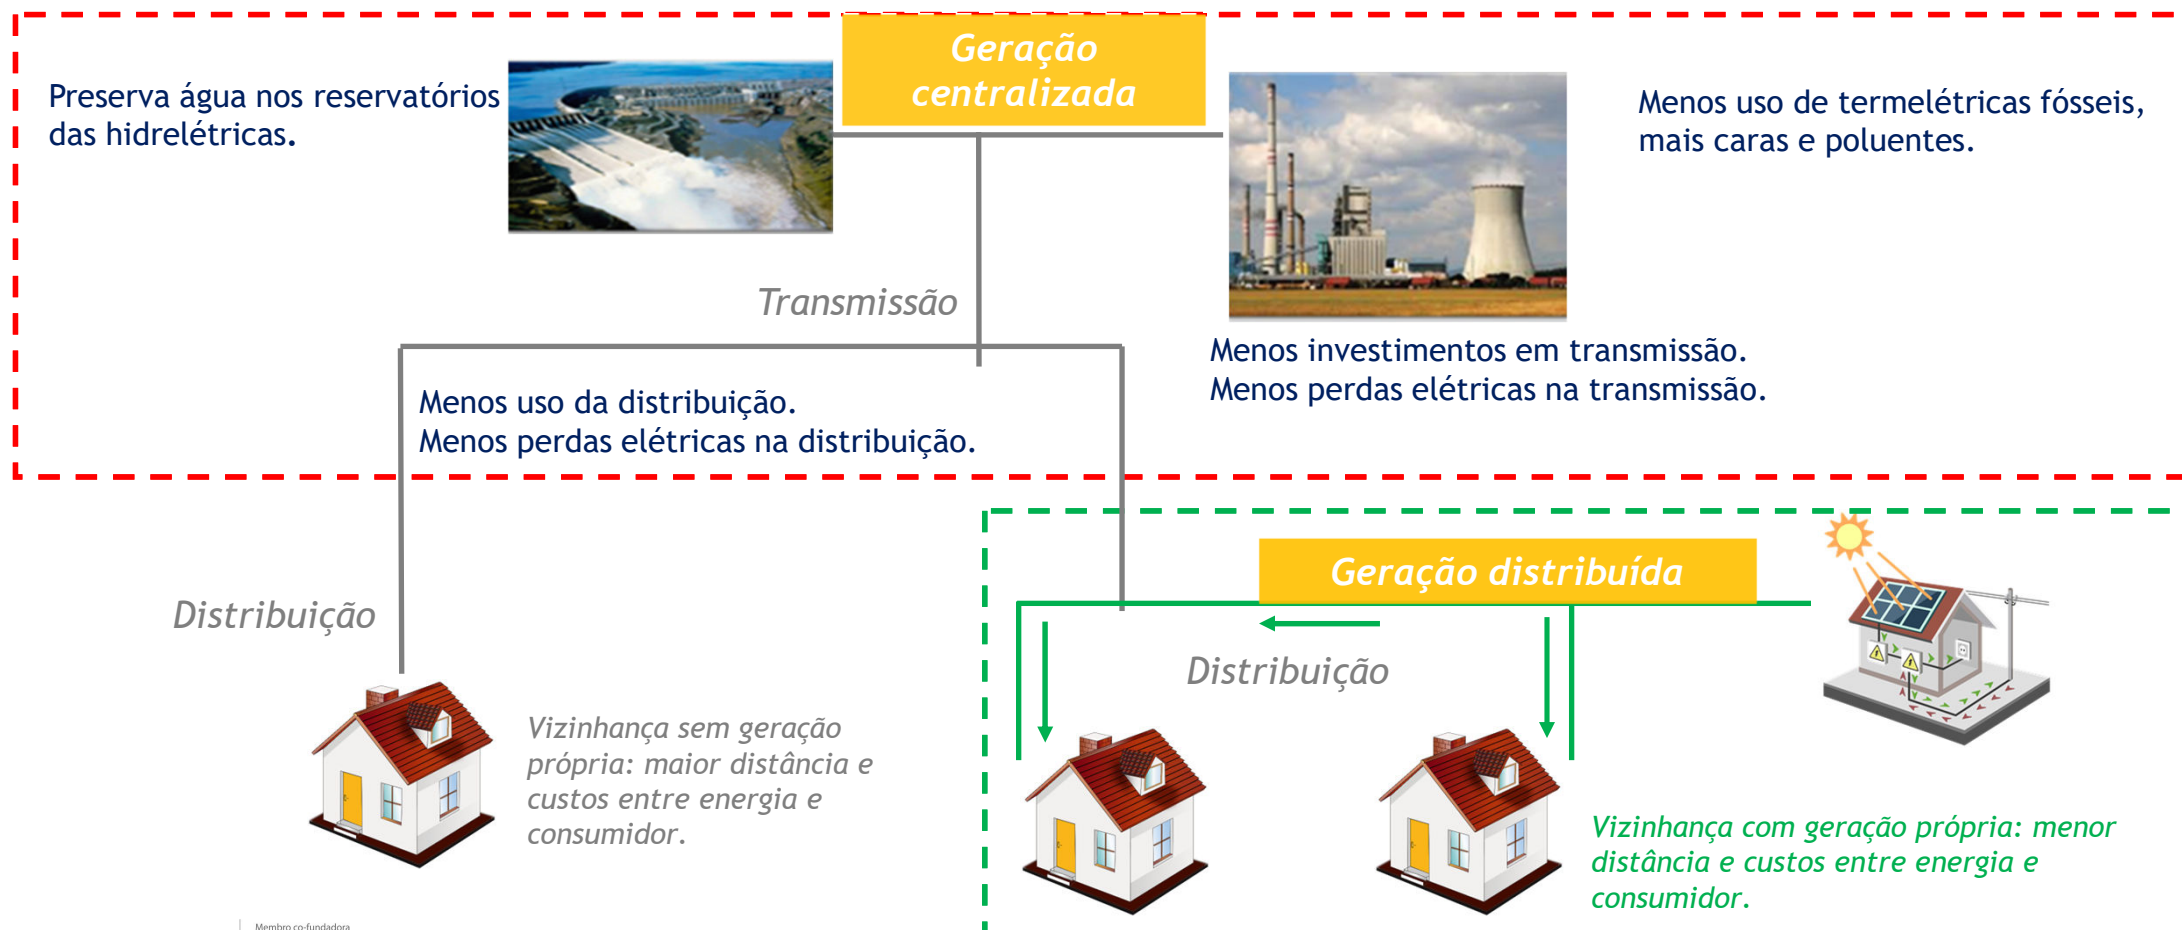 Geração
centralizada
Preserva água nos reservatórios
das hidrelétricas.
Menos uso de termelétricas fósseis,
mais caras e poluentes.
Transmissão
Menos investimentos em transmissão.
Menos perdas elétricas na transmissão.
Menos uso da distribuição.
Menos perdas elétricas na distribuição.
Geração distribuída
Distribuição
Distribuição
Vizinhança sem geração
própria: maior distância e
custos entre energia e
consumidor.
Vizinhança com geração própria: menor
distância e custos entre energia e
consumidor.
Membro co-fundadora